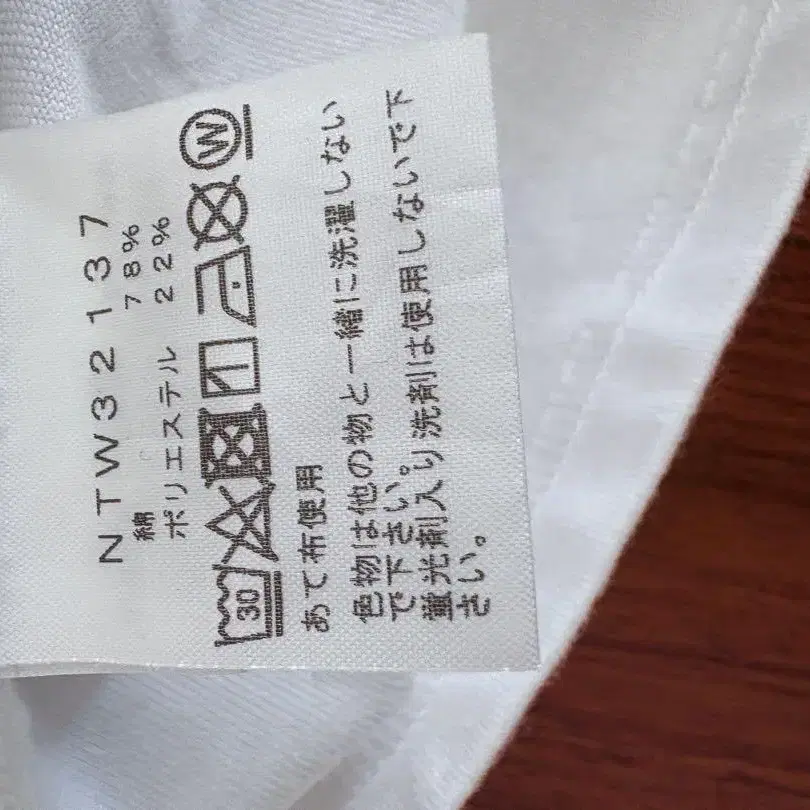 NTW32137
綿 78%
ポリエステル 22%
30 W
あて布使用
色物は他の物と一緒に洗濯しない
で下さい。
蛍光剤入り洗剤は使用しないで下
さい。